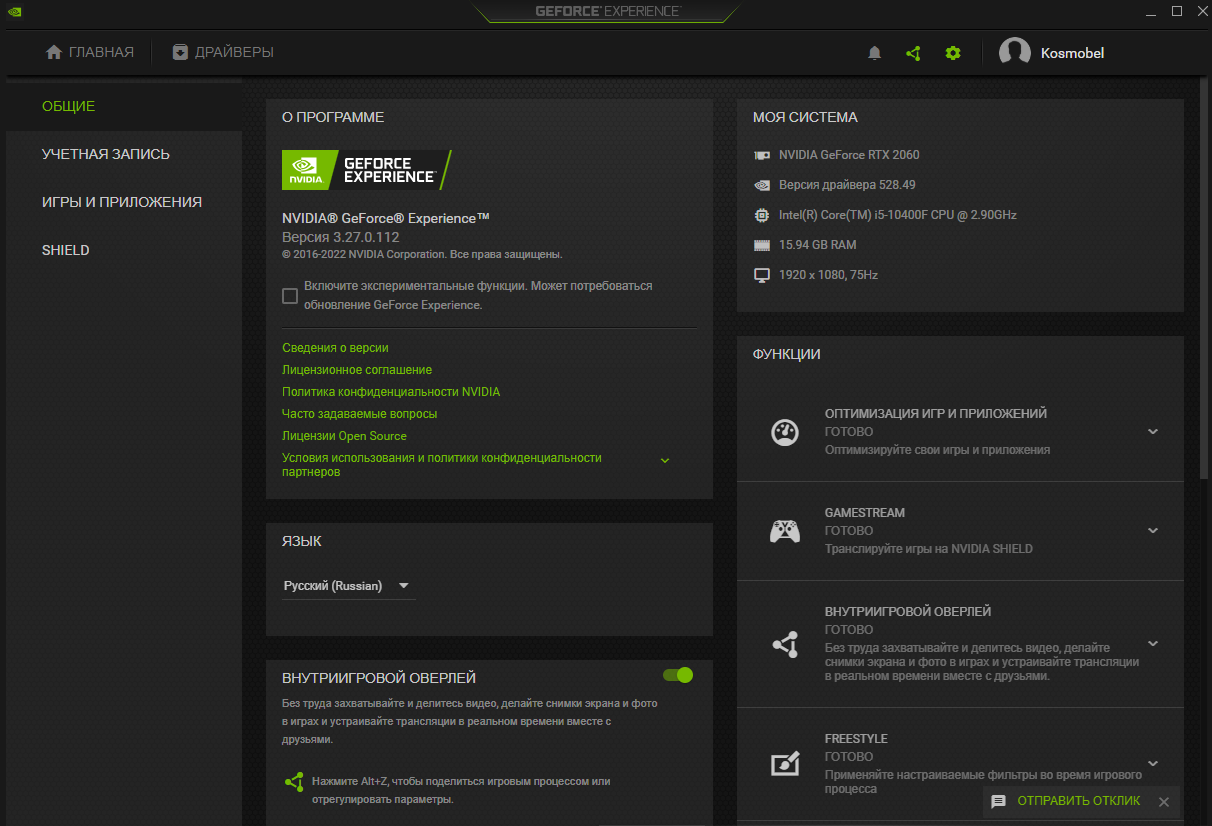 GEFORCE® EXPERIENCE™
ГЛАВНАЯ
ДРАЙВЕРЫ
Kosmobel
ОБЩИЕ
УЧЕТНАЯ ЗАПИСЬ
ИГРЫ И ПРИЛОЖЕНИЯ
SHIELD
О ПРОГРАММЕ
NVIDIA.
GEFORCE
EXPERIENCE™
NVIDIA® GeForce® Experience™
Версия 3.27.0.112
© 2016-2022 NVIDIA Corporation. Все права защищены.
Включите экспериментальные функции. Может потребоваться
обновление GeForce Experience.
Сведения о версии
Лицензионное соглашение
Политика конфиденциальности NVIDIA
Часто задаваемые вопросы
Лицензии Open Source
Условия использования и политики конфиденциальности
партнеров
ЯЗЫК
Русский (Russian)
ВНУТРИИГРОВОЙ ОВЕРЛЕЙ
Без труда захватывайте и делитесь видео, делайте снимки экрана и фото
в играх и устраивайте трансляции в реальном времени вместе с
друзьями.
Нажмите Alt+Z, чтобы поделиться игровым процессом или
отрегулировать параметры.
МОЯ СИСТЕМА
NVIDIA GeForce RTX 2060
Версия драйвера 528.49
Intel(R) Core(TM) i5-10400F CPU @ 2.90GHz
15.94 GB RAM
1920 x 1080, 75Hz
ФУНКЦИИ
ОПТИМИЗАЦИЯ ИГР И ПРИЛОЖЕНИЙ
ГОТОВО
Оптимизируйте свои игры и приложения
GAMESTREAM
ГОТОВО
Транслируйте игры на NVIDIA SHIELD
ВНУТРИИГРОВОЙ ОВЕРЛЕЙ
ГОТОВО
Без труда захватывайте и делитесь видео, делайте
снимки экрана и фото в играх и устраивайте трансляции
в реальном времени вместе с друзьями.
FREESTYLE
ГОТОВО
Применяйте настраиваемые фильтры во время игрового
процесса
ОТПРАВИТЬ ОТКЛИК